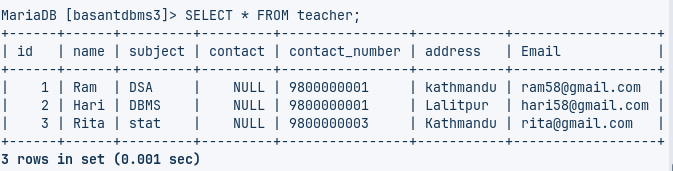 MariaDB [basantdbms3]> SELECT * FROM teacher;
+------+------+---------+---------+----------------+-----------+------------------+
| id   | name | subject | contact | contact_number | address   | Email            |
+------+------+---------+---------+----------------+-----------+------------------+
|    1 | Ram  | DSA     |    NULL | 9800000001     | kathmandu | ram58@gmail.com  |
|    2 | Hari | DBMS    |    NULL | 9800000001     | Lalitpur  | hari58@gmail.com |
|    3 | Rita | stat    |    NULL | 9800000003     | Kathmandu | rita@gmail.com   |
+------+------+---------+---------+----------------+-----------+------------------+
3 rows in set (0.001 sec)